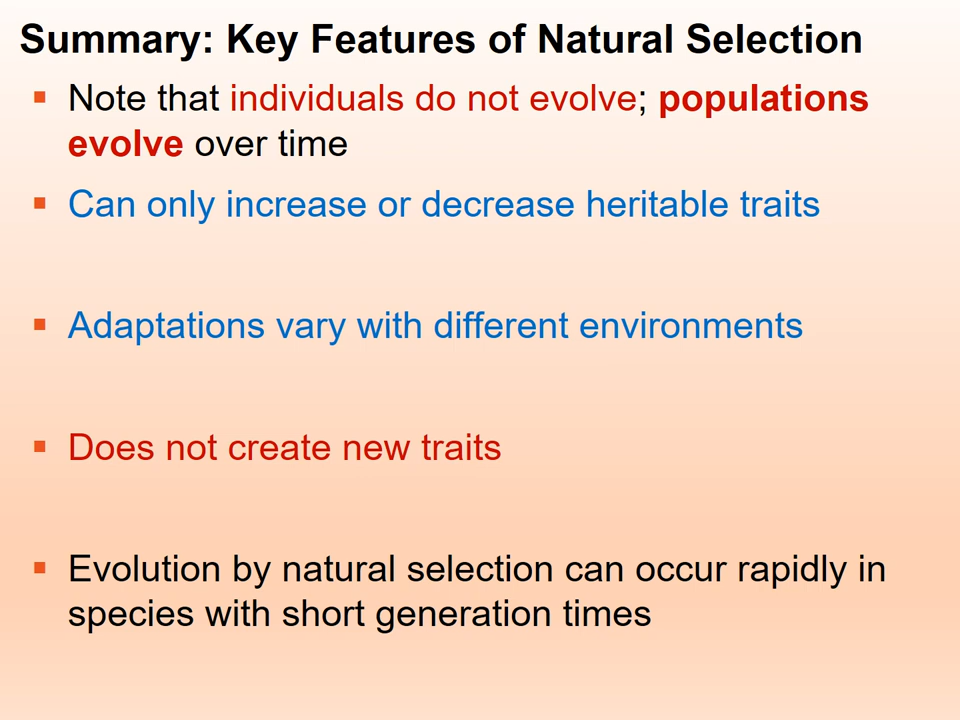 Summary: Key Features of Natural Selection
▪ Note that individuals do not evolve; populations
evolve over time
▪ Can only increase or decrease heritable traits
▪ Adaptations vary with different environments
▪ Does not create new traits
▪ Evolution by natural selection can occur rapidly in
species with short generation times